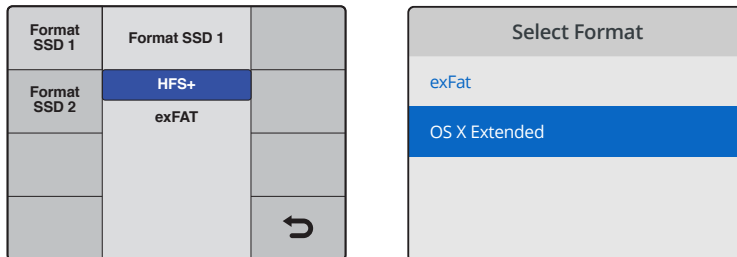 Format
SSD 1
Format SSD 1
Format
SSD 2
HFS+
exFAT
Select Format
exFat
OS X Extended